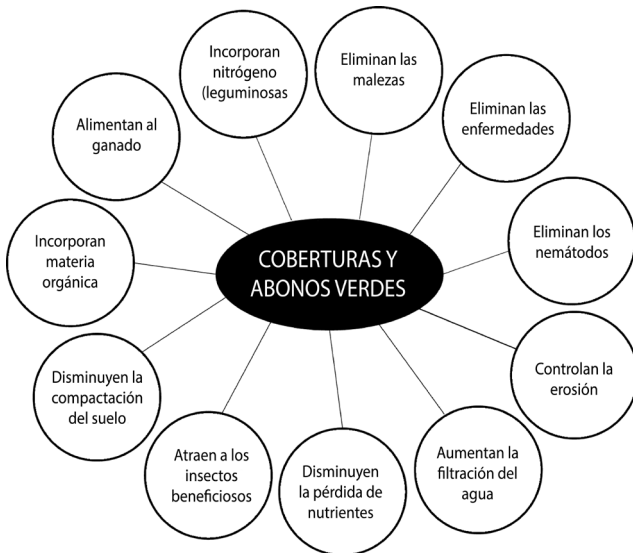 COBERTURAS Y
ABONOS VERDES
Incorporan
nitrógeno
(leguminosas
Eliminan las
malezas
Eliminan las
enfermedades
Eliminan los
nemátodos
Controlan la
erosión
Aumentan la
filtración del
agua
Disminuyen
la pérdida de
nutrientes
Atraen a los
insectos
beneficiosos
Disminuyen la
compactación
del suelo
Incorporan
materia
orgánica
Alimentan al
ganado